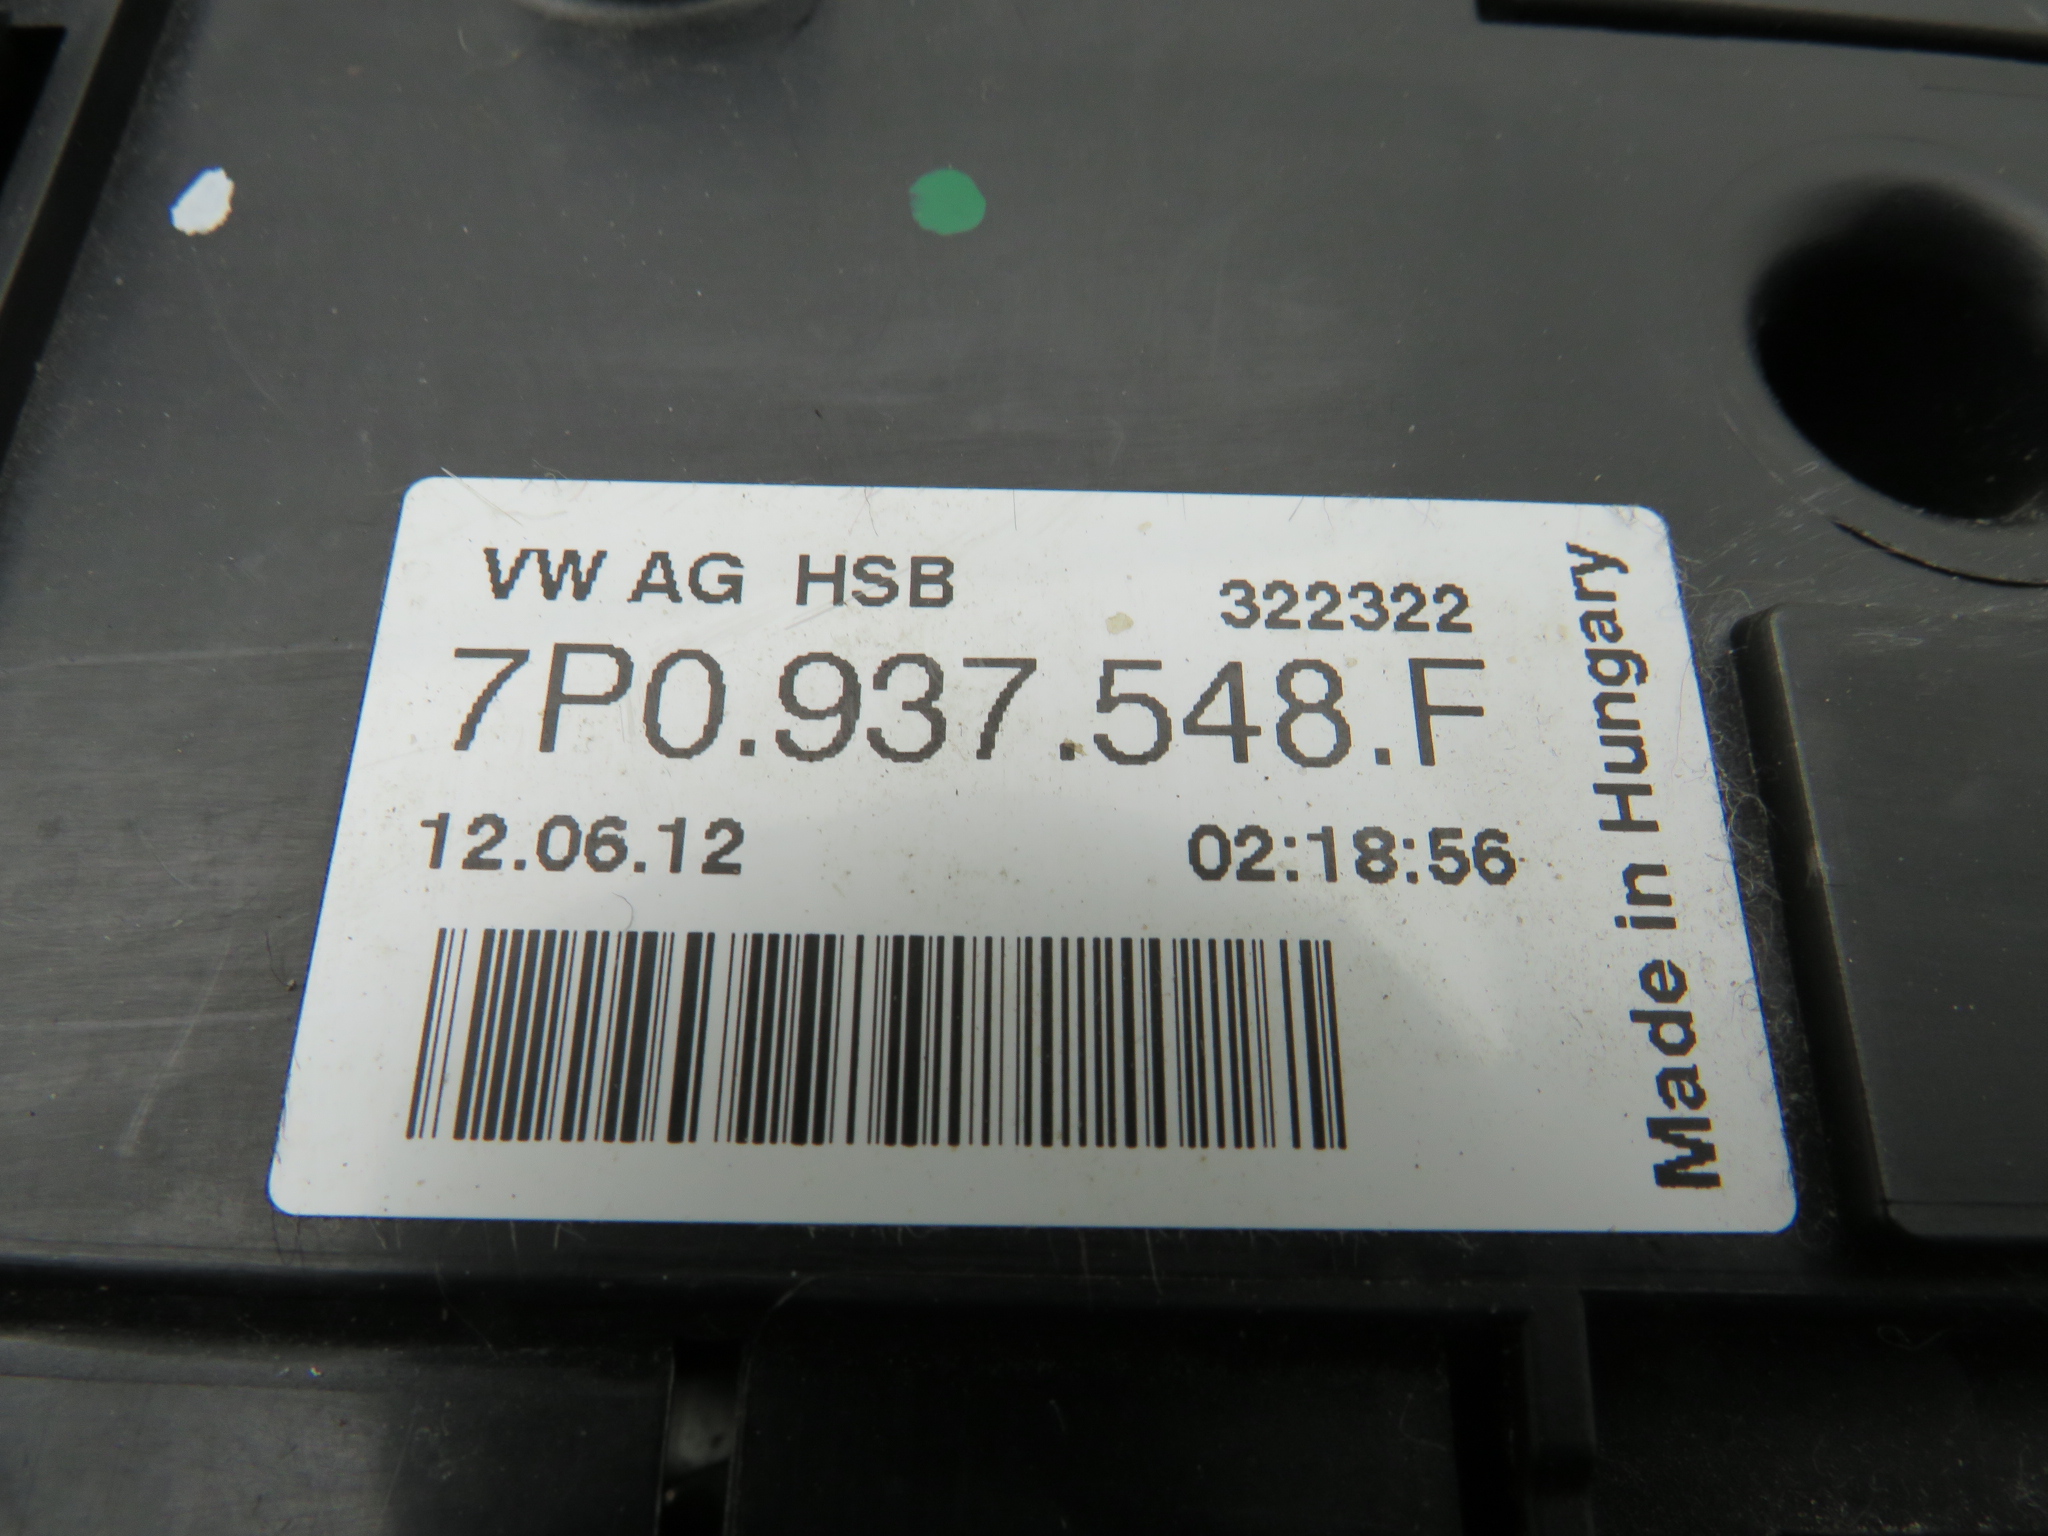 VW AG HSB 322322
7P0.937.548.F
12.06.12 02:18:56
Made in Hungary